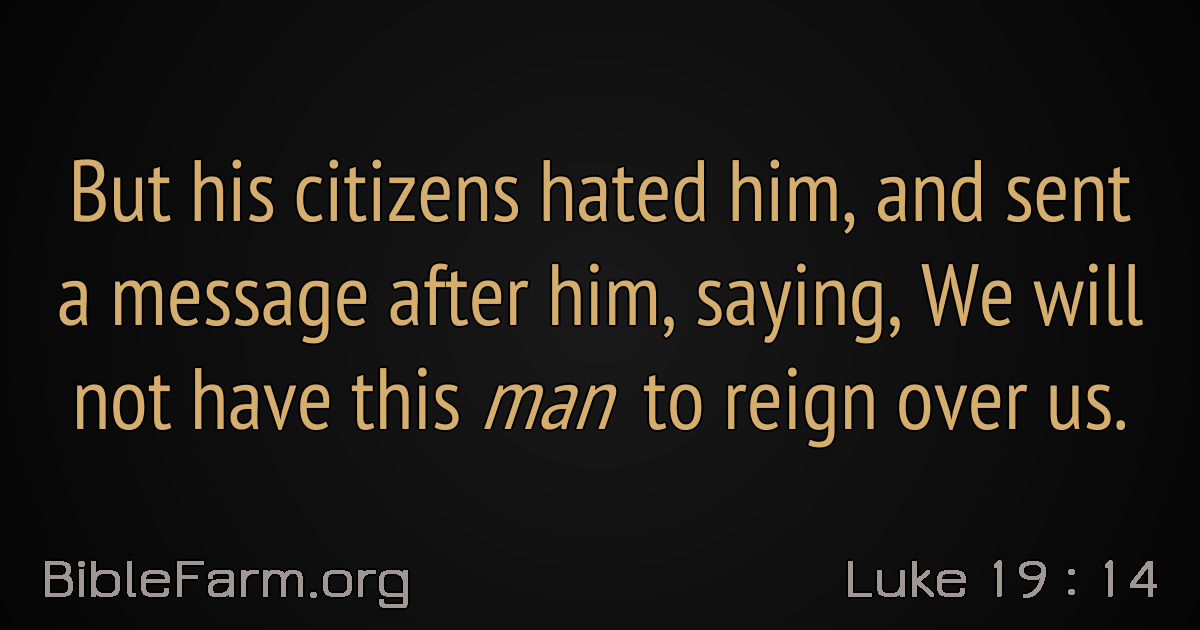 But his citizens hated him, and sent
a message after him, saying, We will
not have this man to reign over us.
BibleFarm.org
Luke 19 : 14